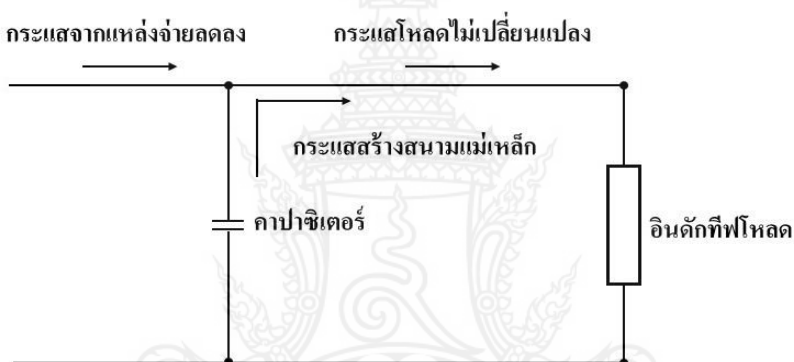 กระแสจากแหล่งจ่ายลดลง
กระแสโหลดไม่เปลี่ยนแปลง
กระแสสร้างสนามแม่เหล็ก
คาปาซิเตอร์
อินดักทีฟโหลด